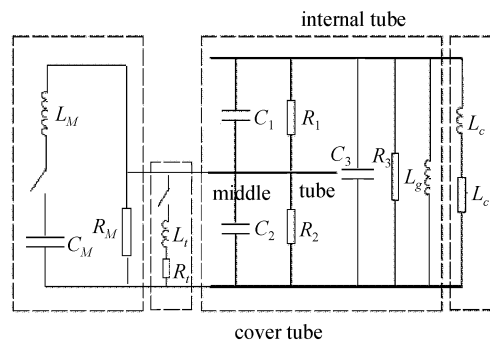 internal tube
L_M
C_1
R_1
L_c
C_3
R_3
middle
tube
L_g
L_c
R_M
L_t
C_2
R_2
C_M
R_t
cover tube